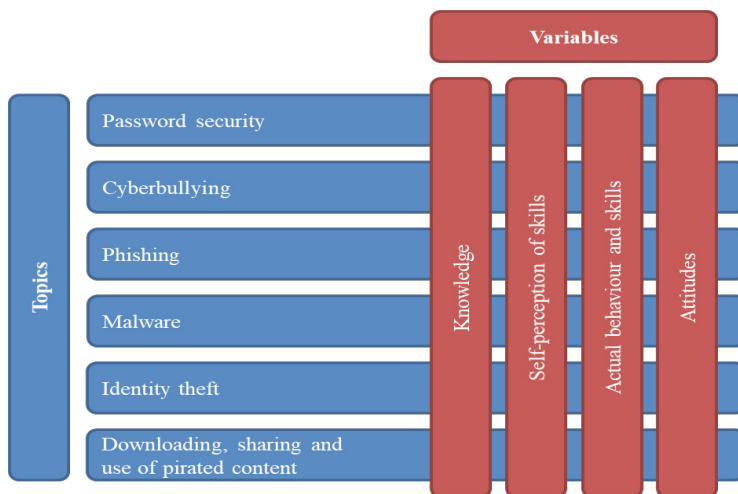 Variables
Topics
Password security
Cyberbullying
Phishing
Malware
Identity theft
Downloading, sharing and
use of pirated content
Knowledge
Self-perception of skills
Actual behaviour and skills
Attitudes